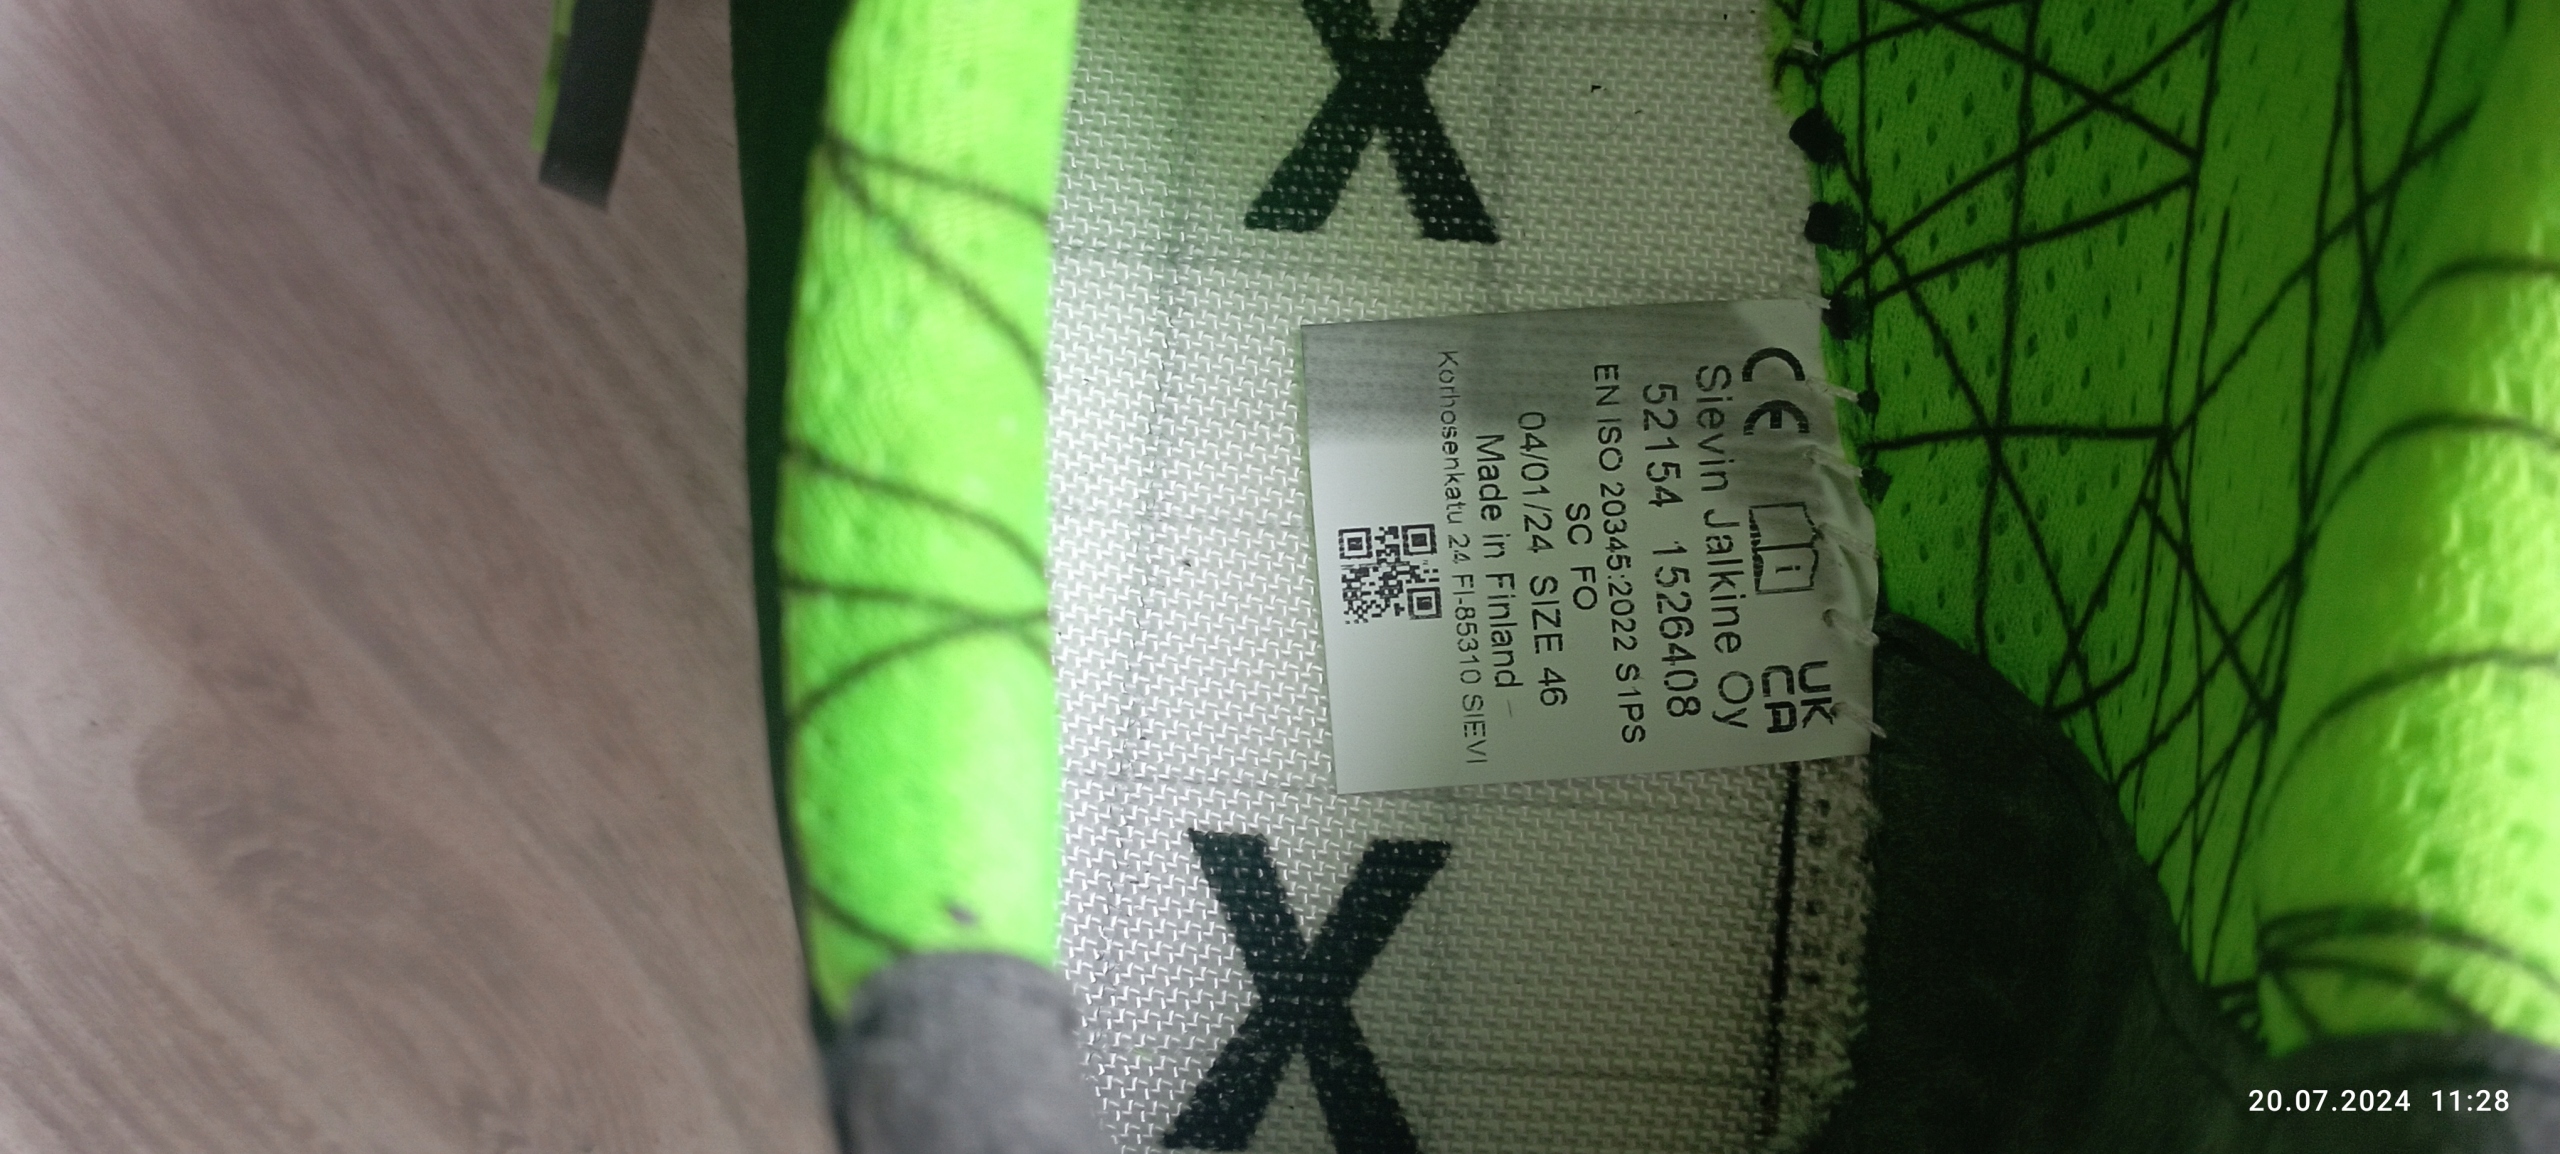 X
CE i UK CA
Sievin Jalkine Oy
52154 1526408
EN ISO 20345:2022 S1PS
SC FO
04/01/24 SIZE 46
Made in Finland
Korhosenkatu 24 FI-85310 SIEVI
X
20.07.2024 11:28